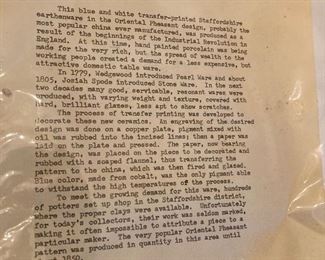 This blue and white transfer-printed Staffordshire
earthenware in the Oriental Pheasant design, probably the
most popular china ever manufactured, was produced as a
result of the beginnings of the Industrial Revolution in
England. At this time, hand painted porcelain was being
made for the very rich, but the spread of wealth to the
working people created a demand for a less expensive, but
attractive domestic table ware.
In 1779, Wedgewood introduced Pearl Ware and about
1805, Josiah Spode introduced Stone ware. In the next
two decades many good, servicable, resonant wares were
produced, with varying weight and texture, covered with
hard, brilliant glazes, less apt to show scratches.
The process of transfer printing was developed to
decorate these new ceramics. An engraving of the desired
design was done on a copper plate, pigment mixed with
oil was rubbed into the incised lines; then a paper was
laid on the plate and pressed. The paper, now bearing
the design, was placed on the piece to be decorated and
rubbed with a soaped flannel, thus transferring the
pattern to the china, which was then fired and glazed.
Blue color, made from cobalt, was the only pigment able
to withstand the high temperatures of the process.
To meet the growing demand for this ware, hundreds
of potters set up shop in the Staffordshire district,
where the proper clays were available. Unfortunately
for today's collectors, their work was seldom marked,
making it often impossible to attribute a piece to a
particular maker. The very popular Oriental Pheasant
pattern was produced in quantity in this area until
1850.